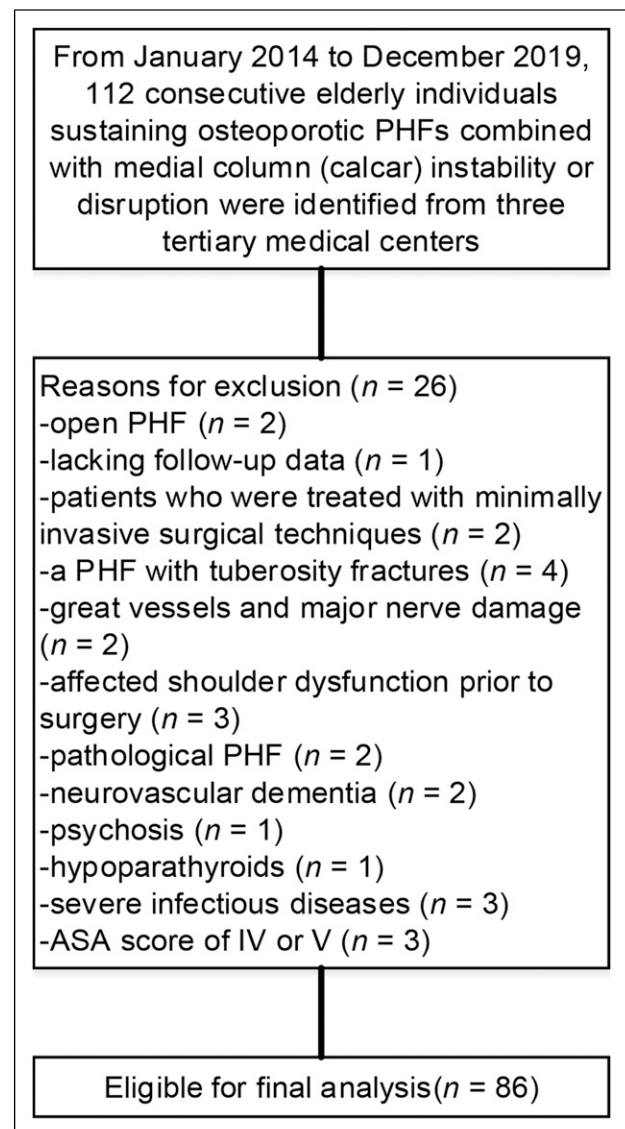 From January 2014 to December 2019,
112 consecutive elderly individuals
sustaining osteoporotic PHFs combined
with medial column (calcar) instability or
disruption were identified from three
tertiary medical centers
Reasons for exclusion (n = 26)
-open PHF (n = 2)
-lacking follow-up data (n = 1)
-patients who were treated with minimally
invasive surgical techniques (n = 2)
-a PHF with tuberosity fractures (n = 4)
-great vessels and major nerve damage
(n = 2)
-affected shoulder dysfunction prior to
surgery (n = 3)
-pathological PHF (n = 2)
-neurovascular dementia (n = 2)
-psychosis (n = 1)
-hypoparathyroids (n = 1)
-severe infectious diseases (n = 3)
-ASA score of IV or V (n = 3)
Eligible for final analysis(n = 86)